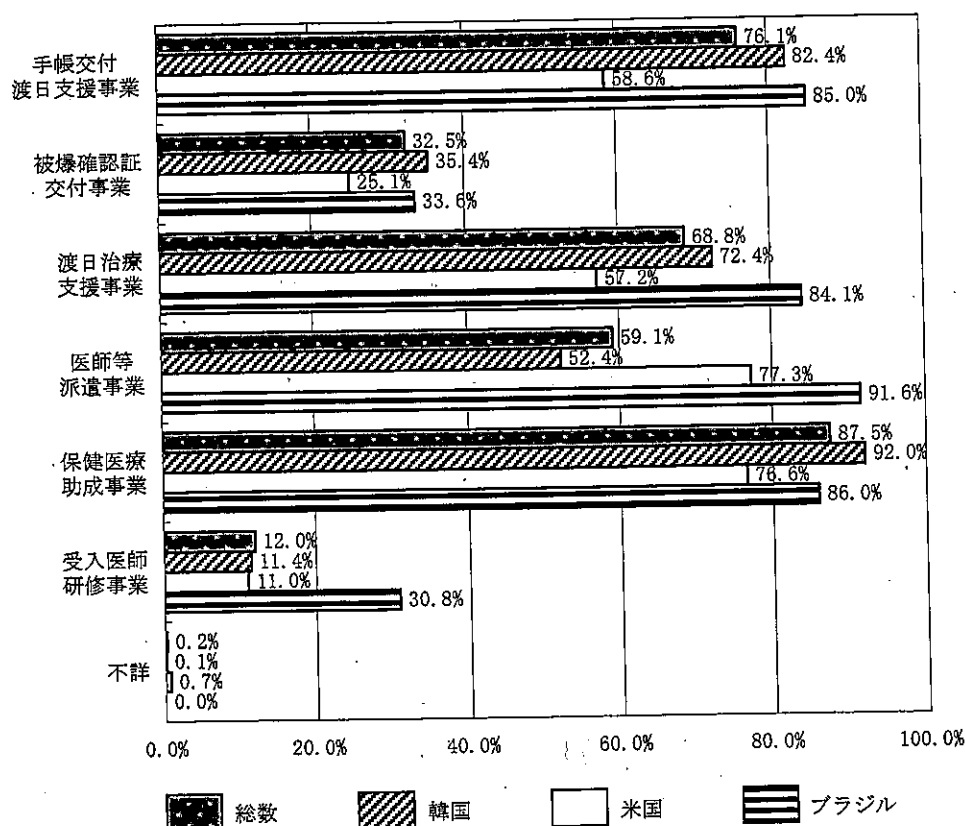 手帳交付
渡日支援事業
76.1%
82.4%
58.6%
85.0%
被爆確認証
交付事業
32.5%
35.4%
25.1%
33.6%
渡日治療
支援事業
68.8%
72.4%
57.2%
84.1%
医師等
派遣事業
59.1%
52.4%
77.3%
91.6%
保健医療
助成事業
87.5%
92.0%
76.6%
86.0%
受入医師
研修事業
12.0%
11.4%
11.0%
30.8%
不詳
0.2%
0.1%
0.7%
0.0%
0.0% 20.0% 40.0% 60.0% 80.0% 100.0%
総数 韓国 米国 ブラジル